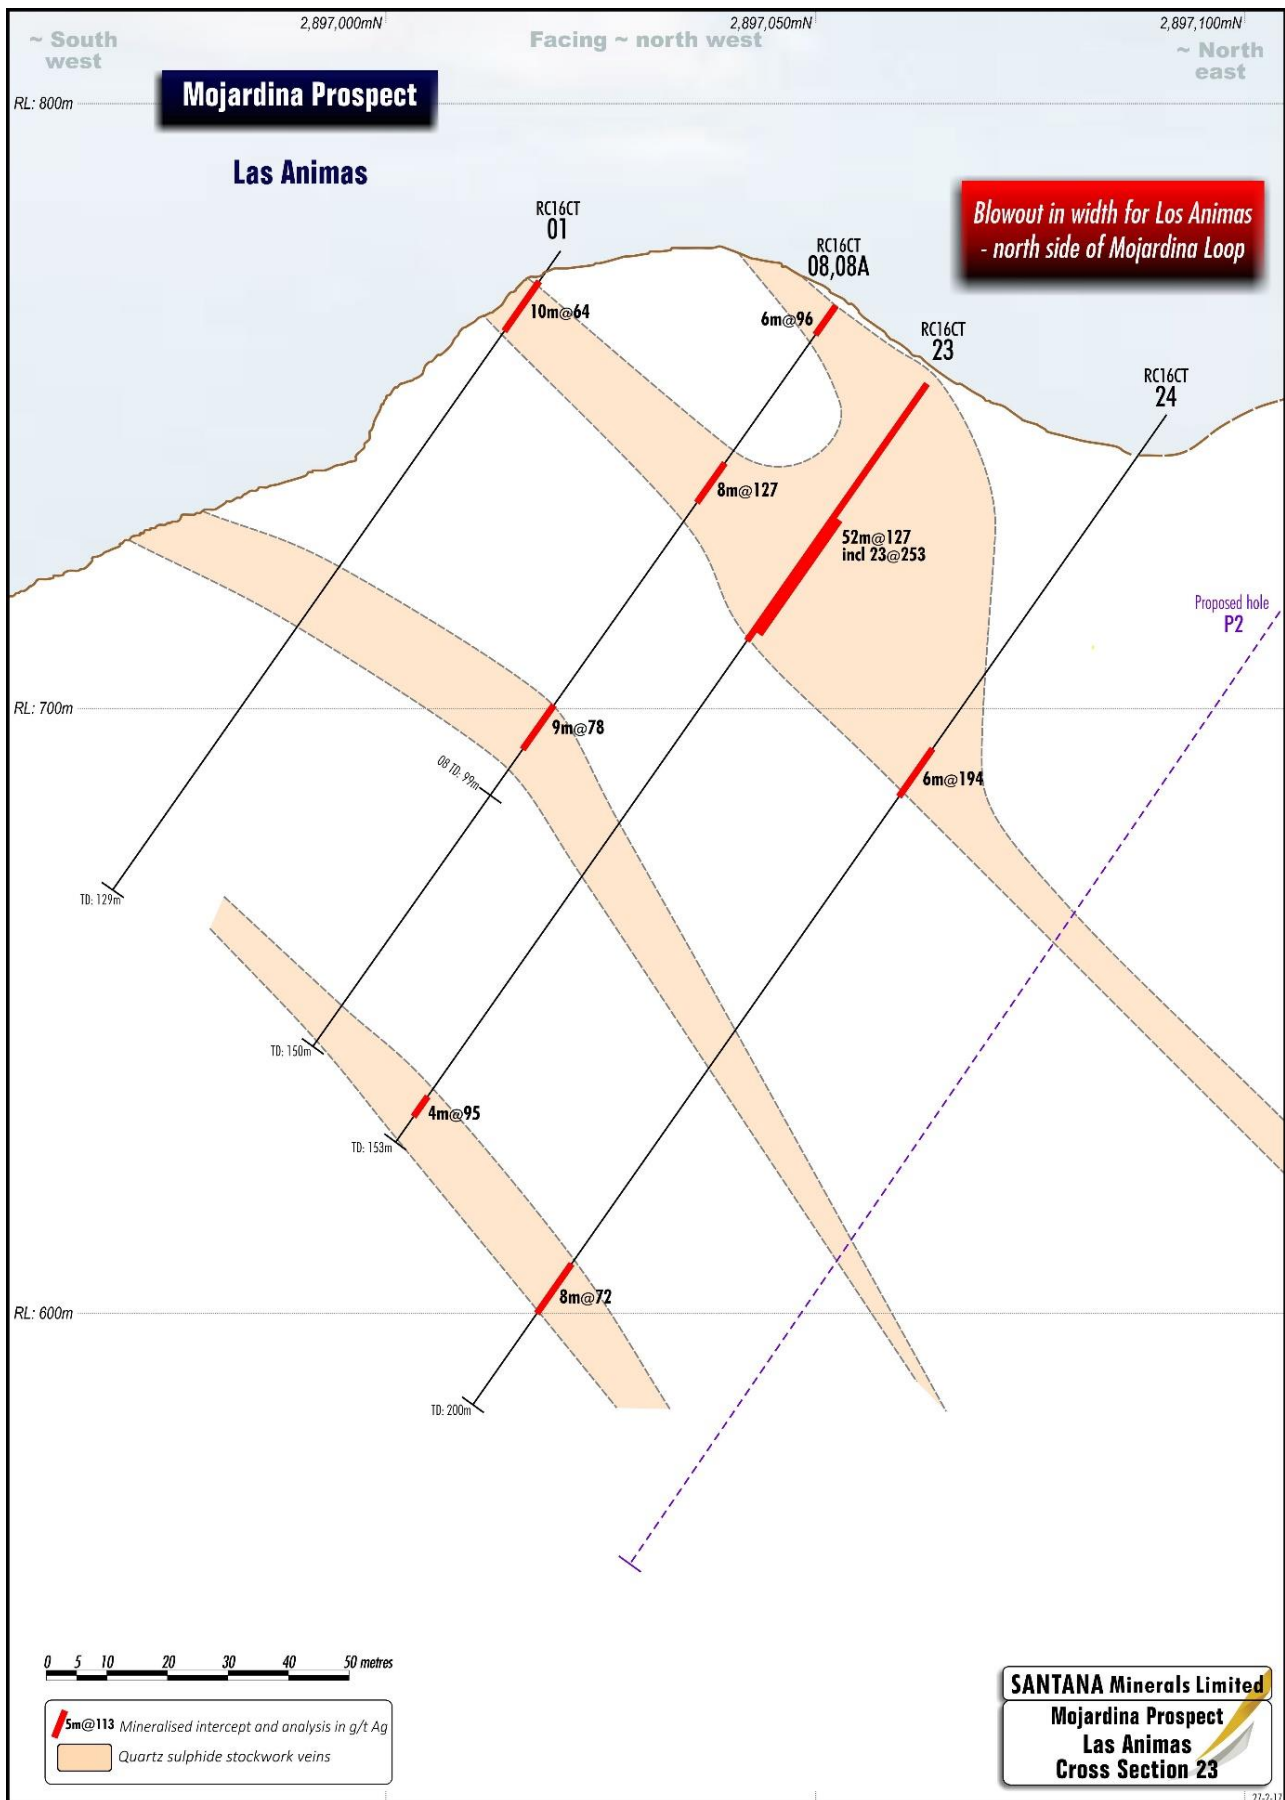 2,897,000mN
2,897,050mN
2,897,100mN
~ South
west
Facing ~ north west
~ North
east
Mojardina Prospect
RL: 800m
Las Animas
Blowout in width for Los Animas
- north side of Mojardina Loop
RC16CT
01
RC16CT
08,08A
RC16CT
23
RC16CT
24
10m@64
6m@96
8m@127
52m@127
incl 23@253
Proposed hole
P2
RL: 700m
9m@78
08 TD: 99m
6m@194
TD: 129m
TD: 150m
4m@95
TD: 153m
RL: 600m
8m@72
TD: 200m
0 5 10 20 30 40 50 metres
5m@113 Mineralised intercept and analysis in g/t Ag
Quartz sulphide stockwork veins
SANTANA Minerals Limited
Mojardina Prospect
Las Animas
Cross Section 23
27-2-17